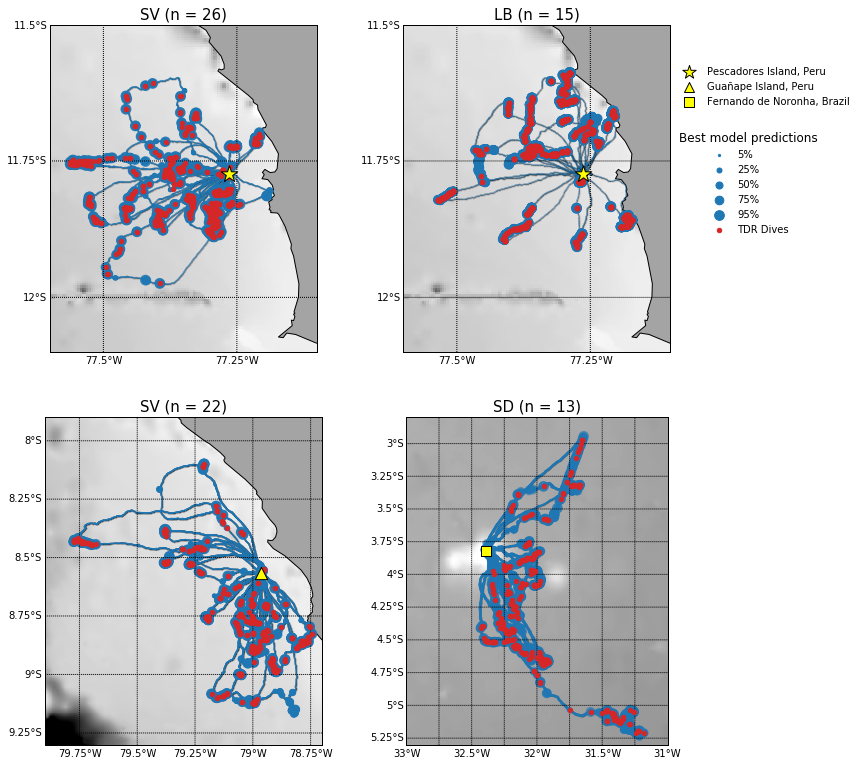 SV (n = 26)
LB (n = 15)
11.5°S
11.75°S
12°S
77.5°W
77.25°W
11.5°S
11.75°S
12°S
77.5°W
77.25°W
Pescadores Island, Peru
Guañape Island, Peru
Fernando de Noronha, Brazil
Best model predictions
5%
25%
50%
75%
95%
TDR Dives
SV (n = 22)
SD (n = 13)
8°S
8.25°S
8.5°S
8.75°S
9°S
9.25°S
79.75°W
79.5°W
79.25°W
79°W
78.75°W
3°S
3.25°S
3.5°S
3.75°S
4°S
4.25°S
4.5°S
4.75°S
5°S
5.25°S
33°W
32.5°W
32°W
31.5°W
31°W